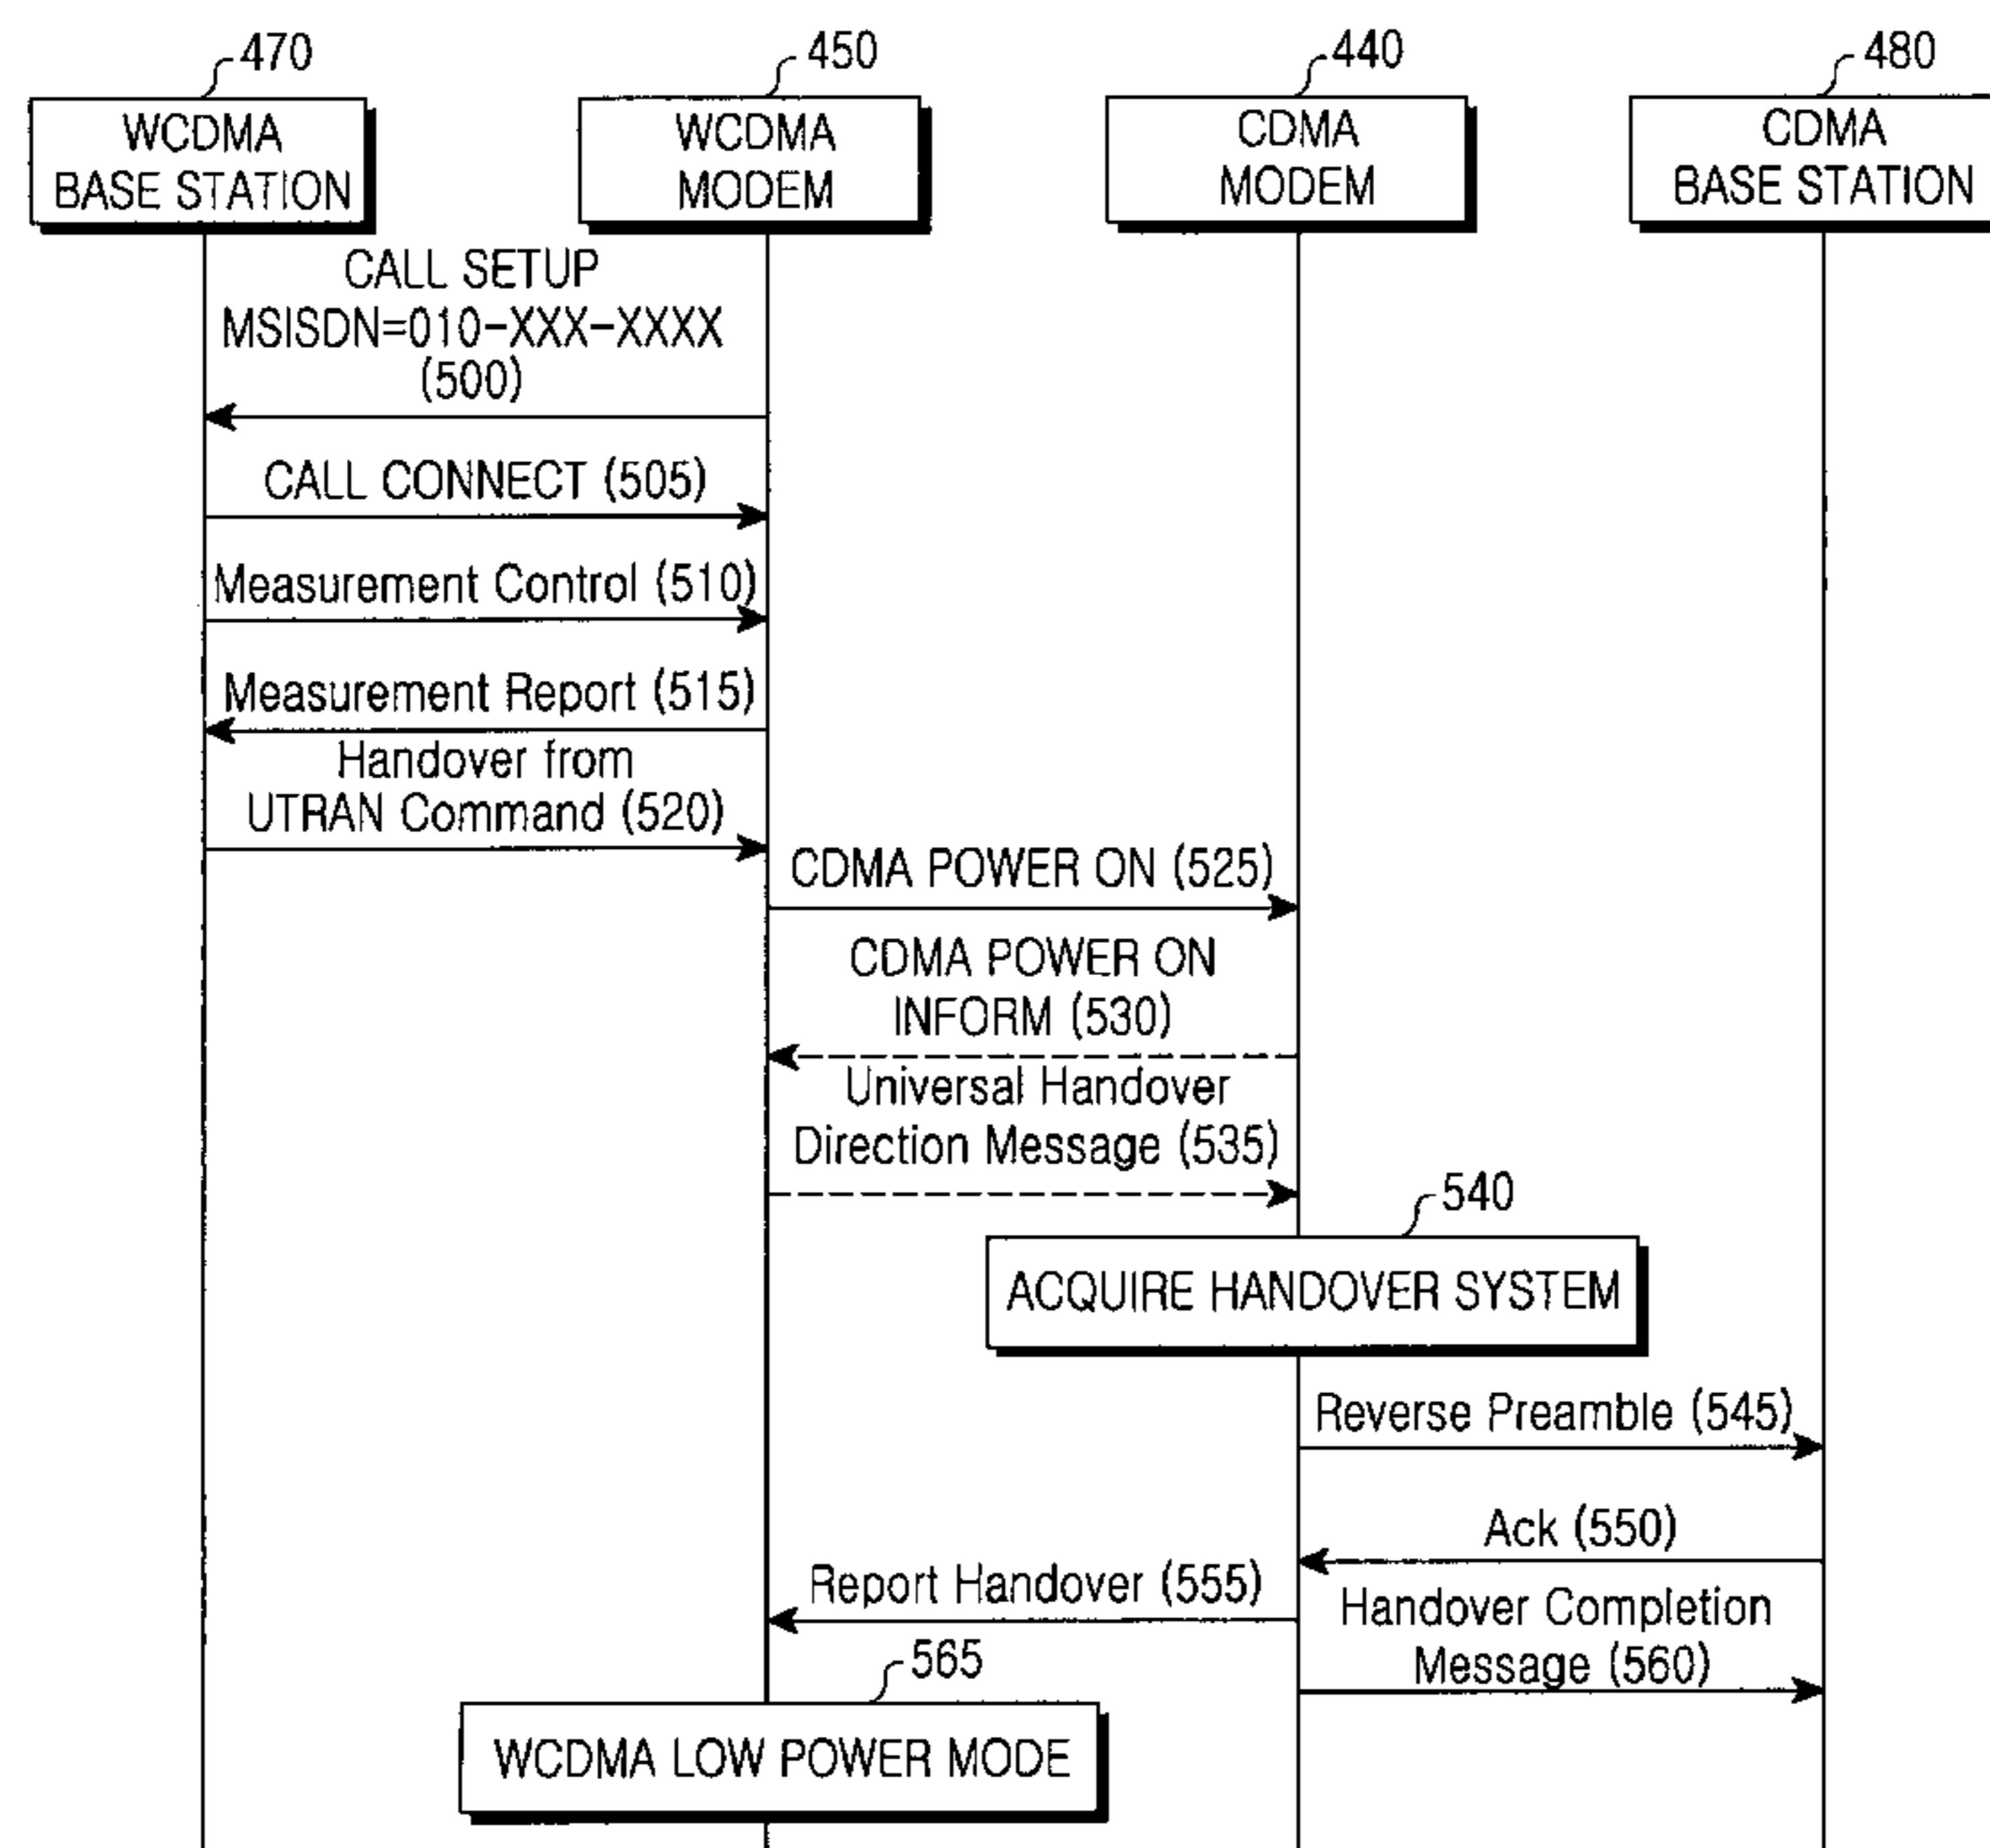 470
450
440
480
WCDMA
BASE STATION
WCDMA
MODEM
CDMA
MODEM
CDMA
BASE STATION
CALL SETUP
MSISDN=010-XXX-XXXX
(500)
CALL CONNECT (505)
Measurement Control (510)
Measurement Report (515)
Handover from
UTRAN Command (520)
CDMA POWER ON (525)
CDMA POWER ON
INFORM (530)
Universal Handover
Direction Message (535)
540
ACQUIRE HANDOVER SYSTEM
Reverse Preamble (545)
Ack (550)
Report Handover (555)
Handover Completion
Message (560)
565
WCDMA LOW POWER MODE